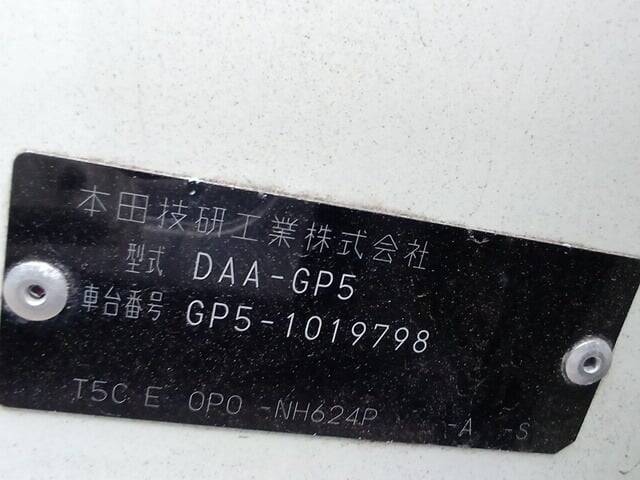 本田技研工業株式会社
型式 DAA-GP5
車台番号 GP5-1019798
T5C E 0P0 -NH624P -A -S